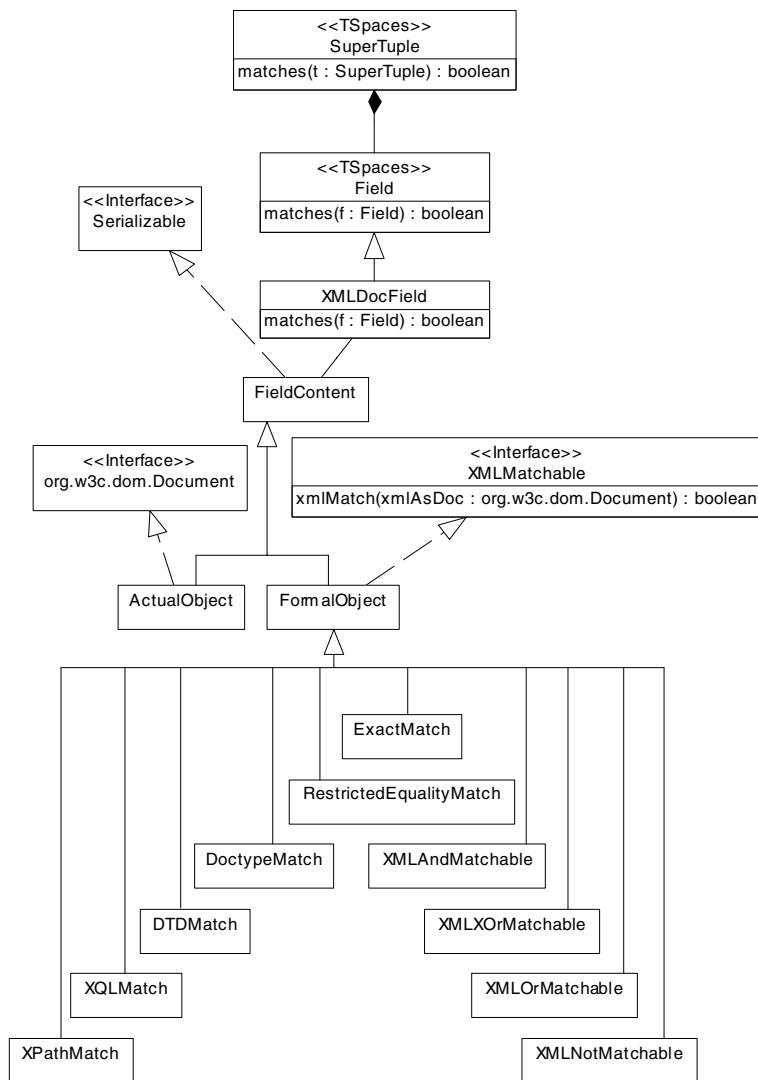 <<TSpaces>>
SuperTuple
matches(t : SuperTuple) : boolean
<<TSpaces>>
Field
matches(f : Field) : boolean
<<Interface>>
Serializable
XMLDocField
matches(f : Field) : boolean
FieldContent
<<Interface>>
org.w3c.dom.Document
<<Interface>>
XMLMatchable
xmlMatch(xmlAsDoc : org.w3c.dom.Document) : boolean
ActualObject
FormalObject
ExactMatch
RestrictedEqualityMatch
DoctypeMatch
XMLAndMatchable
DTDMatch
XMLXOrMatchable
XQLMatch
XMLOrMatchable
XPathMatch
XMLNotMatchable